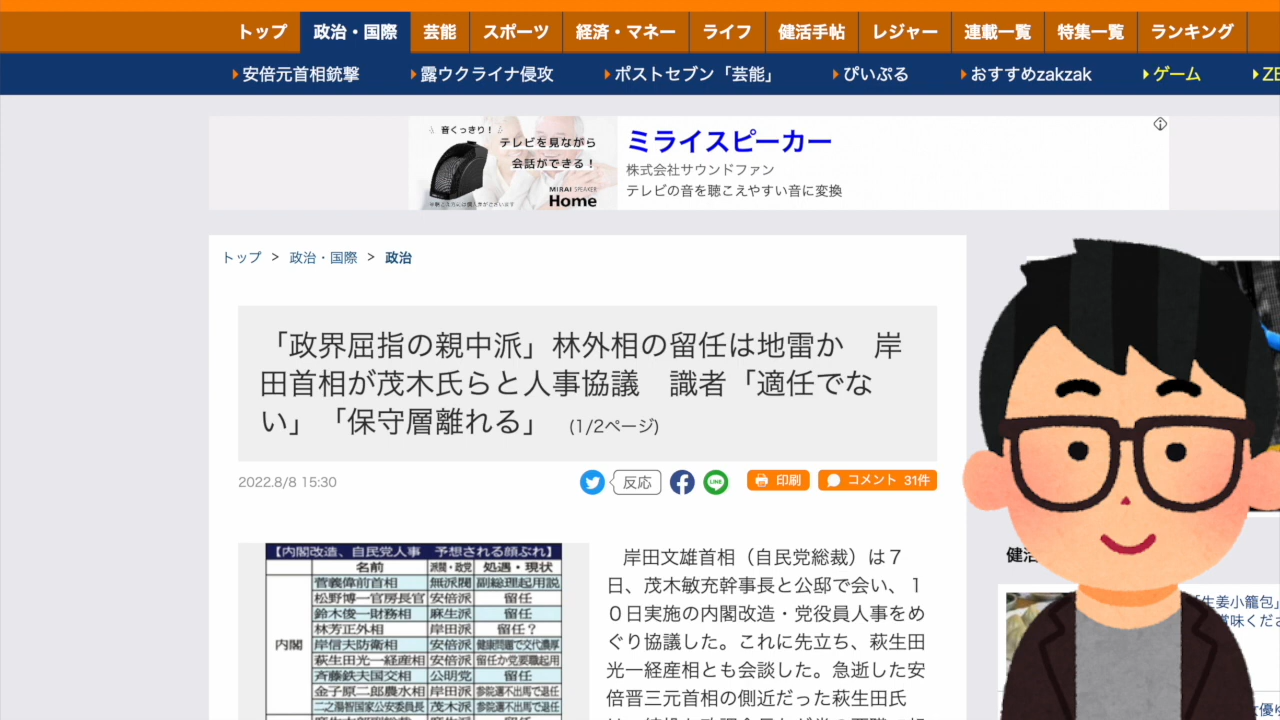 トップ 政治・国際 芸能 スポーツ 経済・マネー ライフ 健活手帖 レジャー 連載一覧 特集一覧 ランキング
安倍元首相銃撃 露ウクライナ侵攻 ポストセブン「芸能」 ぴいぷる おすすめzakzak ゲーム ZE
音くっきり！
テレビを見ながら
会話ができる！
MIRAI SPEAKER
Home
ミライスピーカー
株式会社サウンドファン
テレビの音を聴こえやすい音に変換
トップ > 政治・国際 > 政治
「政界屈指の親中派」林外相の留任は地雷か　岸
田首相が茂木氏らと人事協議　識者「適任でな
い」「保守層離れる」 (1/2ページ)
2022.8/8 15:30
反応
LINE
印刷
コメント 31件
【内閣改造、自民党人事　予想される顔ぶれ】
名前 派閥・政党 処遇・現状
内閣
菅義偉前首相 無派閥 副総理起用説
松野博一官房長官 安倍派 留任
鈴木俊一財務相 麻生派 留任
林芳正外相 岸田派 留任？
岸信夫防衛相 安倍派 健康問題で交代濃厚
萩生田光一経産相 安倍派 留任か党要職起用
斉藤鉄夫国交相 公明党 留任
金子原二郎農水相 岸田派 参院選不出馬で退任
二之湯智国家公安委員長 茂木派 参院選不出馬で退任
岸田文雄首相（自民党総裁）は７
日、茂木敏充幹事長と公邸で会い、１
０日実施の内閣改造・党役員人事をめ
ぐり協議した。これに先立ち、萩生田
光一経産相とも会談した。急逝した安
倍晋三元首相の側近だった萩生田氏
健活
「生姜小籠包」
賞味くださ